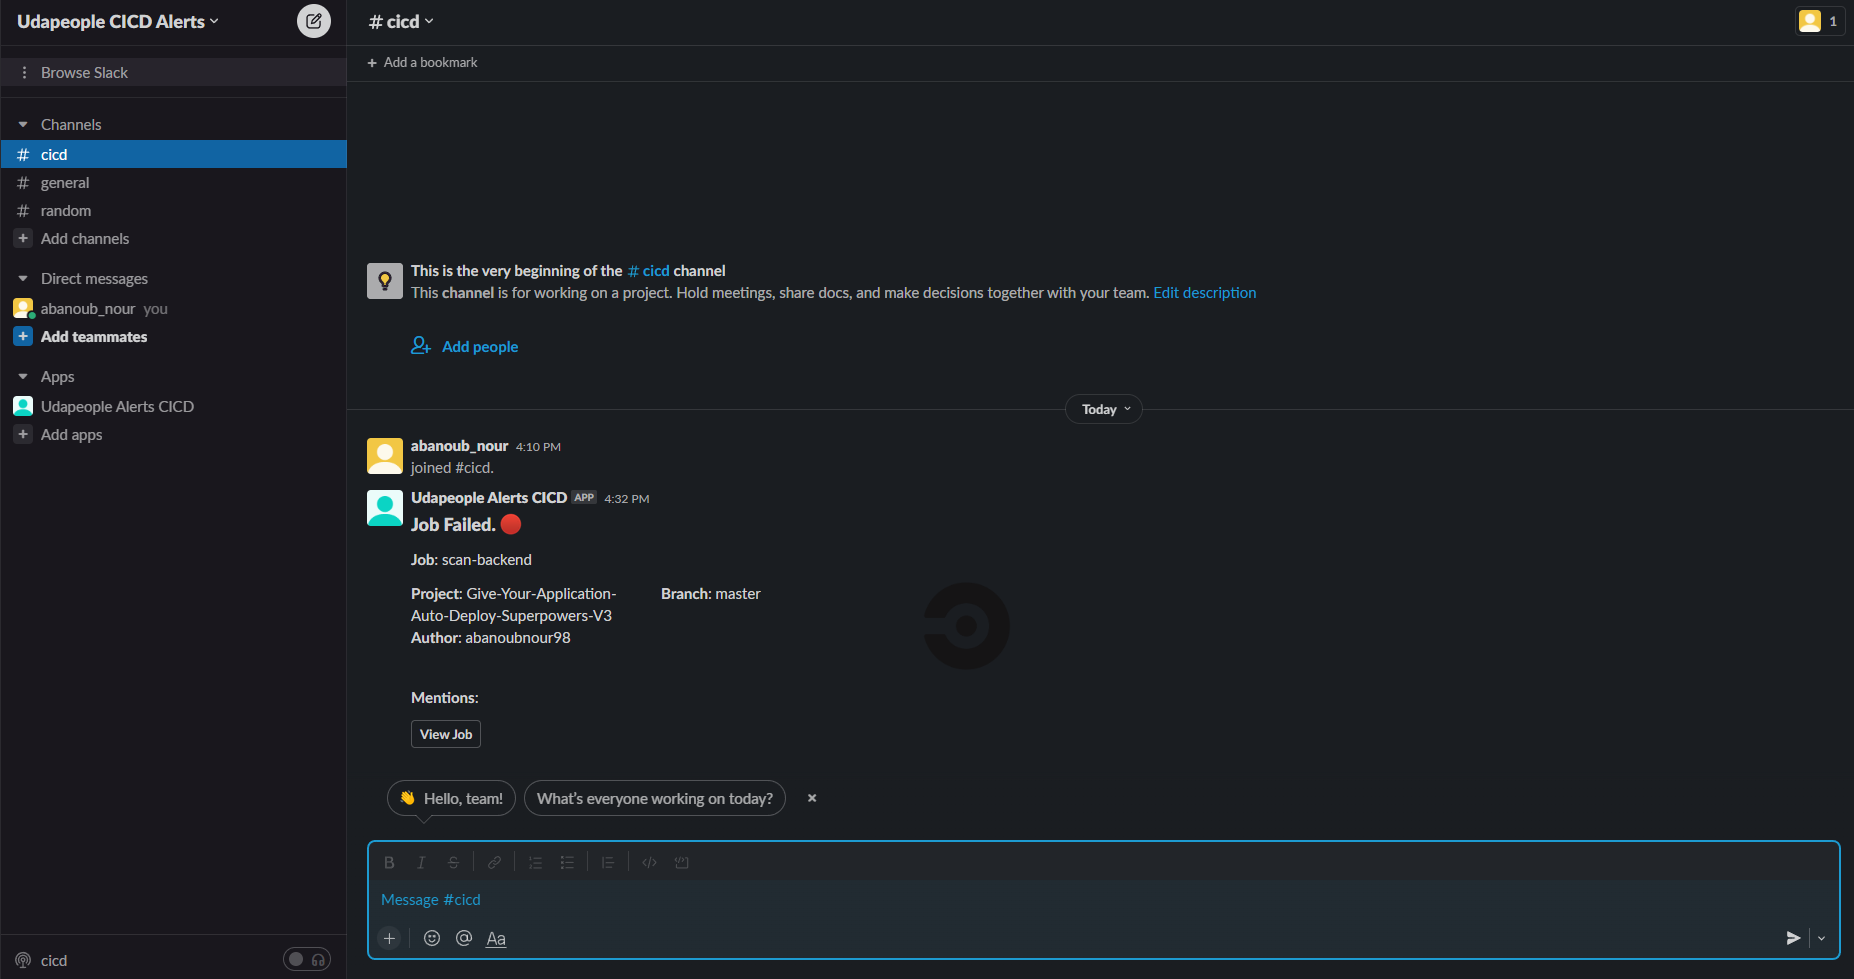 Udapeople CICD Alerts
Browse Slack
Channels
# cicd
# general
# random
+ Add channels
Direct messages
abanoub_nour you
+ Add teammates
Apps
Udapeople Alerts CICD
+ Add apps
cicd
# cicd
1
+ Add a bookmark
This is the very beginning of the # cicd channel
This channel is for working on a project. Hold meetings, share docs, and make decisions together with your team. Edit description
Add people
Today
abanoub_nour 4:10 PM
joined #cicd.
Udapeople Alerts CICD APP 4:32 PM
Job Failed.
Job: scan-backend
Project: Give-Your-Application-
Auto-Deploy-Superpowers-V3
Branch: master
Author: abanoubnour98
Mentions:
View Job
Hello, team!
What's everyone working on today?
B I S
Message #cicd
+ @ Aa